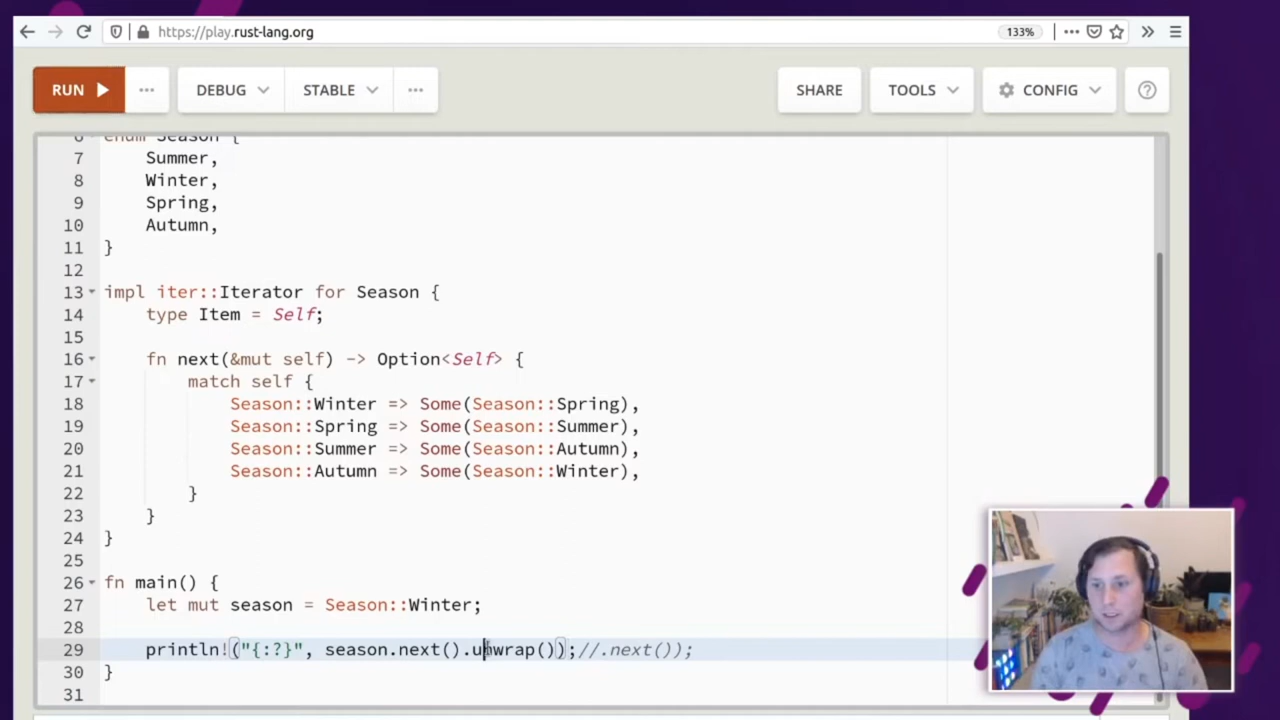 https://play.rust-lang.org 133%
RUN DEBUG STABLE SHARE TOOLS CONFIG
6 enum Season {
7 Summer,
8 Winter,
9 Spring,
10 Autumn,
11 }
12
13 impl iter::Iterator for Season {
14 type Item = Self;
15
16 fn next(&mut self) -> Option<Self> {
17 match self {
18 Season::Winter => Some(Season::Spring),
19 Season::Spring => Some(Season::Summer),
20 Season::Summer => Some(Season::Autumn),
21 Season::Autumn => Some(Season::Winter),
22 }
23 }
24 }
25
26 fn main() {
27 let mut season = Season::Winter;
28
29 println!("{:?}", season.next().unwrap());//.next());
30 }
31